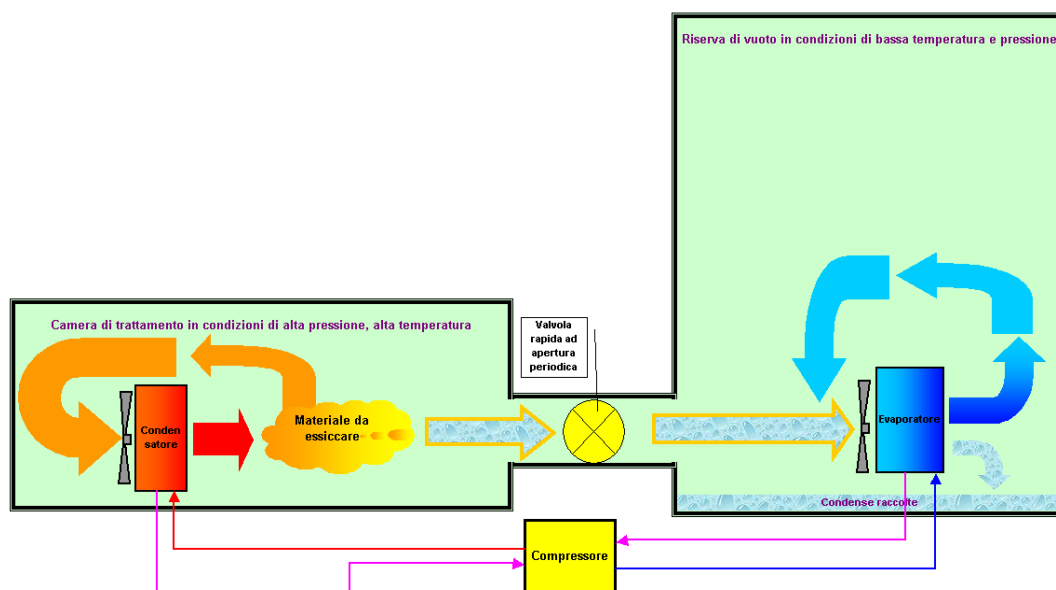 Riserva di vuoto in condizioni di bassa temperatura e pressione
Camera di trattamento in condizioni di alta pressione, alta temperatura
Valvola
rapida ad
apertura
periodica
Conden
satore
Materiale da
essiccare
Evaporatore
Condense raccolte
Compressore